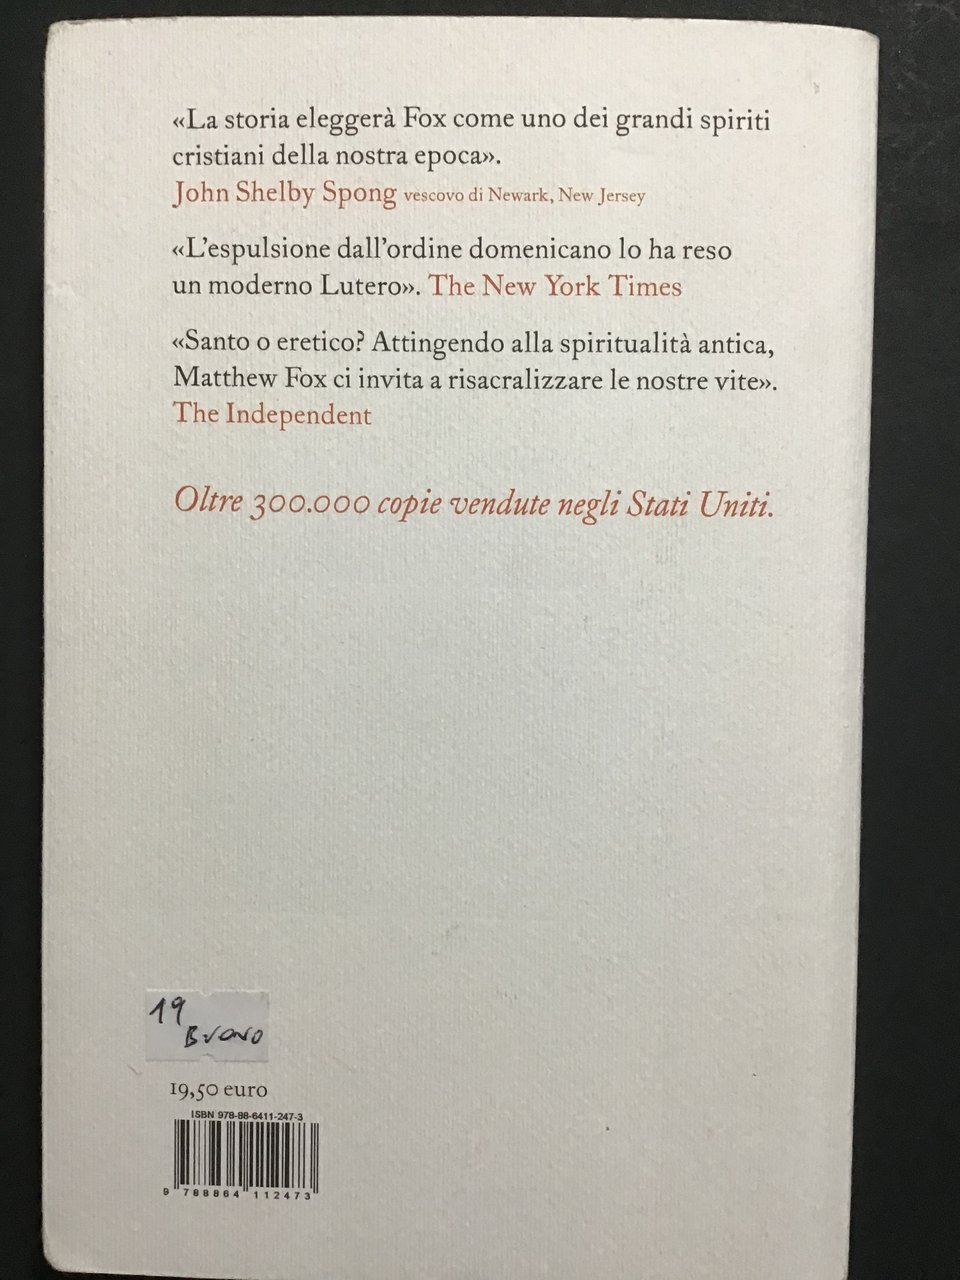 «La storia eleggerà Fox come uno dei grandi spiriti
cristiani della nostra epoca».
John Shelby Spong vescovo di Newark, New Jersey
«L'espulsione dall'ordine domenicano lo ha reso
un moderno Lutero». The New York Times
«Santo o eretico? Attingendo alla spiritualità antica,
Matthew Fox ci invita a risacralizzare le nostre vite».
The Independent
Oltre 300.000 copie vendute negli Stati Uniti.
19
Buono
19,50 euro
ISBN 978-88-6411-247-3
9 788864 112473